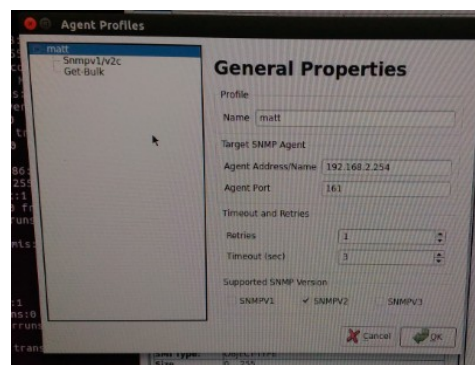 Agent Profiles
matt
Snmpv1/v2c
Get-Bulk
General Properties
Profile
Name matt
Target SNMP Agent
Agent Address/Name 192.168.2.254
Agent Port 161
Timeout and Retries
Retries 1
Timeout (sec) 3
Supported SNMP Version
SNMPV1 SNMPV2 SNMPV3
Cancel OK